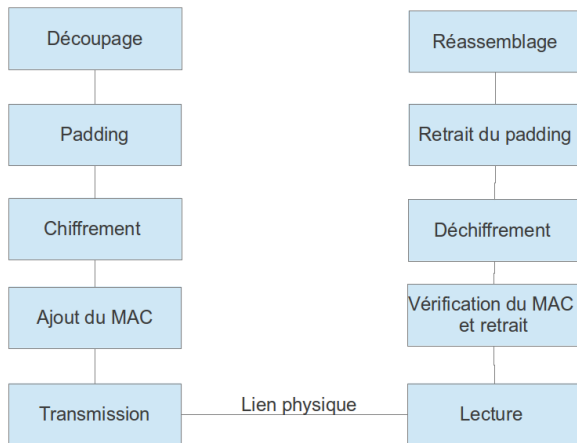 Découpage
Padding
Chiffrement
Ajout du MAC
Transmission
Lien physique
Réassemblage
Retrait du padding
Déchiffrement
Vérification du MAC
et retrait
Lecture